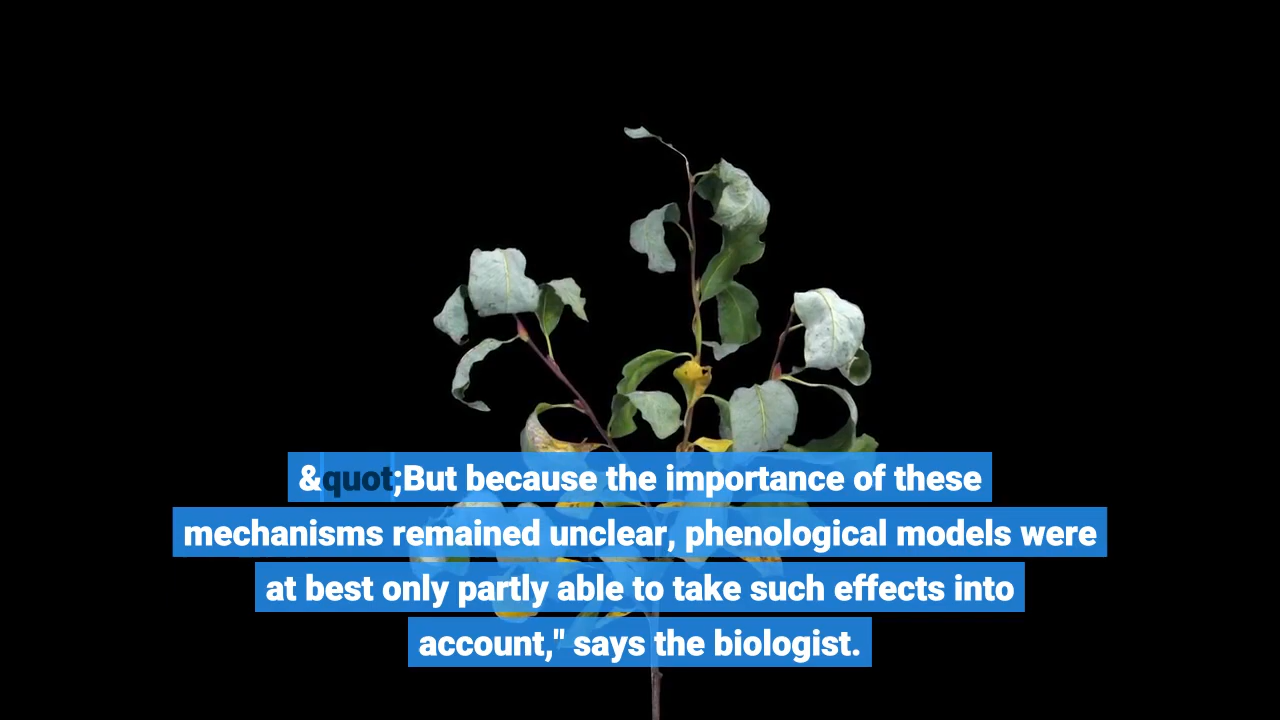 &quot;But because the importance of these
mechanisms remained unclear, phenological models were
at best only partly able to take such effects into
account," says the biologist.